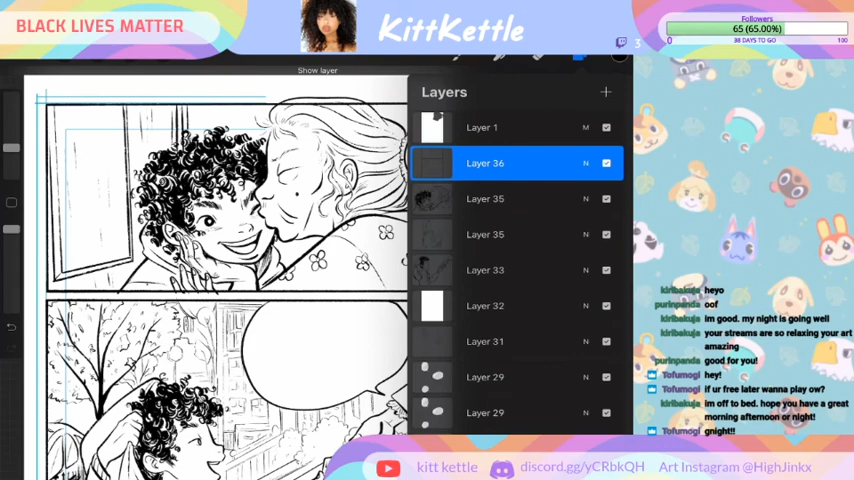 BLACK LIVES MATTER
KittKettle
3
Followers
65 (65.00%)
0
38 DAYS TO GO
100
Show layer
Layers
Layer 1 M
Layer 36 N
Layer 35 N
Layer 35 N
Layer 33 N
Layer 32 N
Layer 31 N
Layer 29 N
Layer 29 N
kiribakuja heyo
purinpanda oof
kiribakuja im good. my night is going well
kiribakuja your streams are so relaxing your art
amazing
purinpanda good for you!
Tofumogi hey!
Tofumogi if ur free later wanna play ow?
kiribakuja im off to bed. hope you have a great
morning afternoon or night!
Tofumogi gnight!!
kitt kettle
discord.gg/yCRbkQH
Art Instagram @HighJinkx